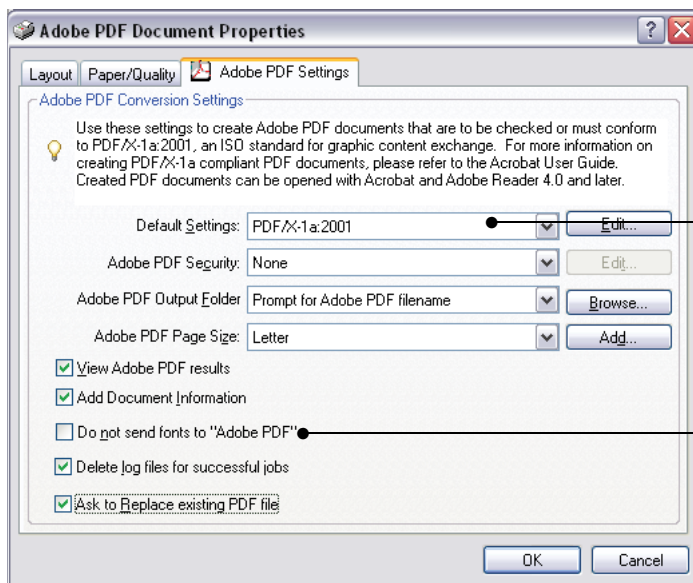 Adobe PDF Document Properties
Layout Paper/Quality Adobe PDF Settings
Adobe PDF Conversion Settings
Use these settings to create Adobe PDF documents that are to be checked or must conform
to PDF/X-1a:2001, an ISO standard for graphic content exchange. For more information on
creating PDF/X-1a compliant PDF documents, please refer to the Acrobat User Guide.
Created PDF documents can be opened with Acrobat and Adobe Reader 4.0 and later.
Default Settings: PDF/X-1a:2001 Edit...
Adobe PDF Security: None Edit...
Adobe PDF Output Folder Prompt for Adobe PDF filename Browse...
Adobe PDF Page Size: Letter Add...
View Adobe PDF results
Add Document Information
Do not send fonts to "Adobe PDF"
Delete log files for successful jobs
Ask to Replace existing PDF file
OK Cancel